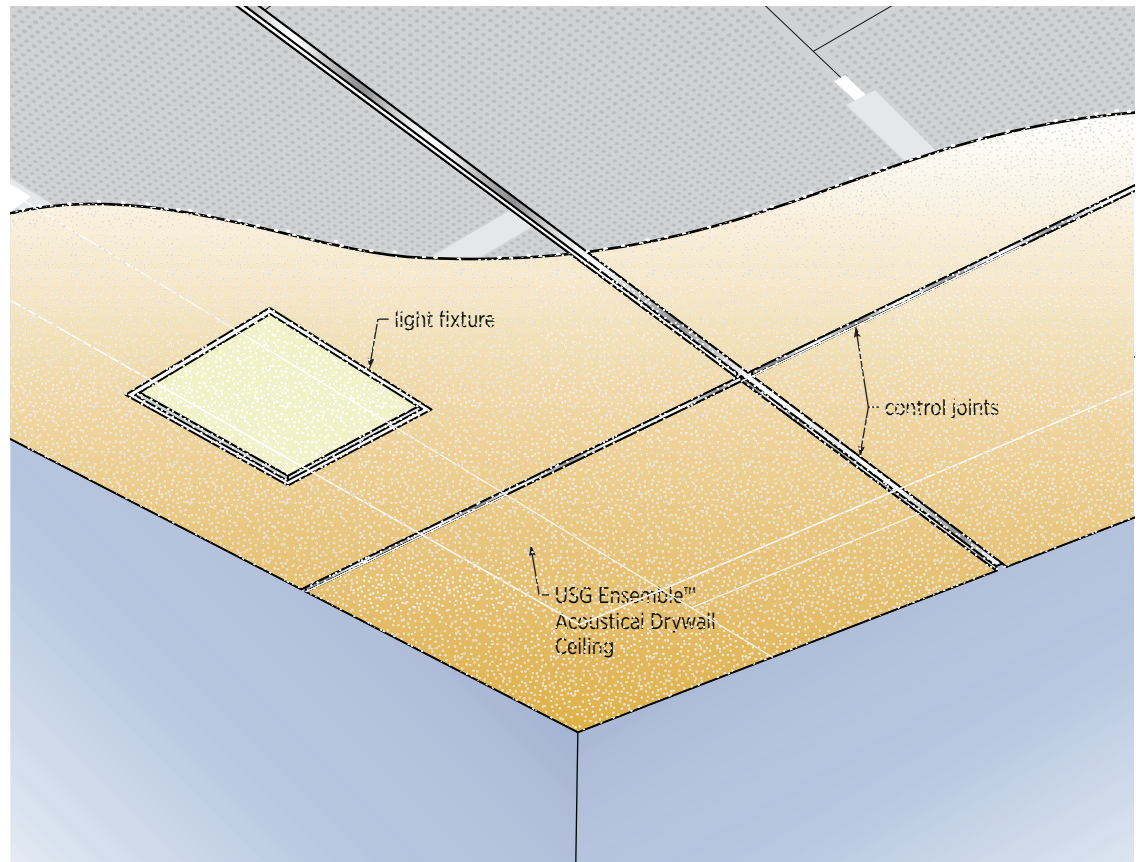 light fixture
control joints
USG Ensemble™
Acoustical Drywall
Ceiling